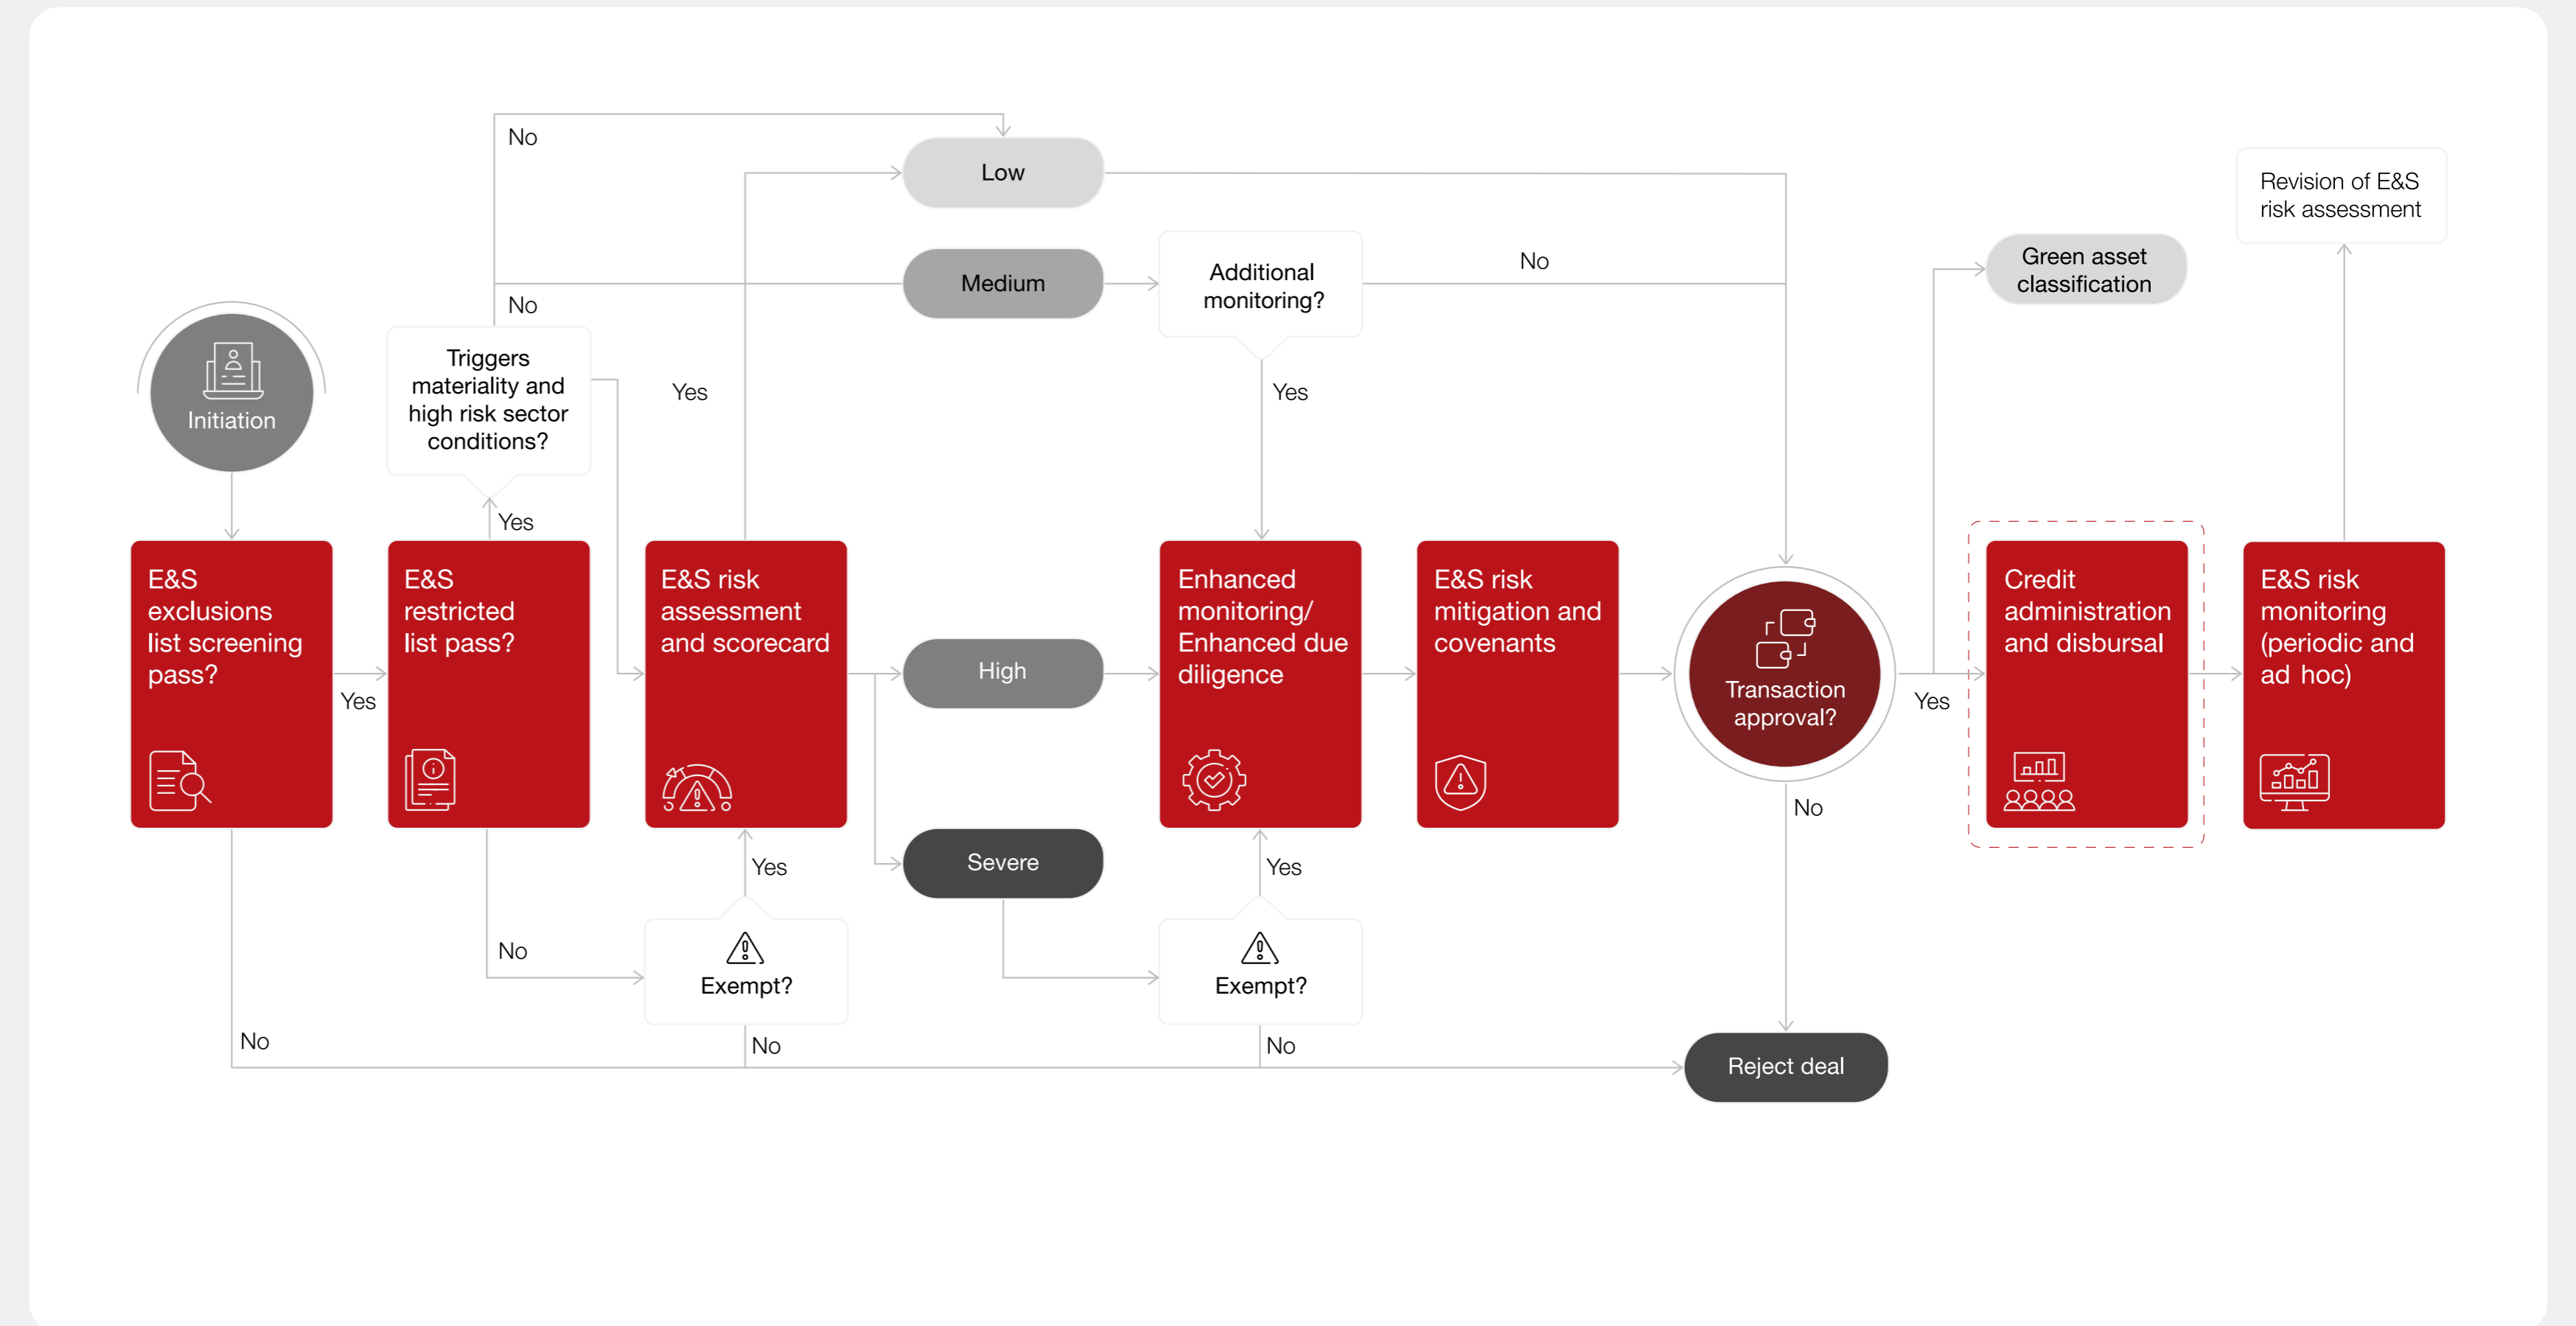 No
Low
Revision of E&S
risk assessment
Medium
Additional
monitoring?
No
Green asset
classification
No
Initiation
Triggers
materiality and
high risk sector
conditions?
Yes
Yes
Yes
E&S
exclusions
list screening
pass?
Yes
E&S
restricted
list pass?
E&S risk
assessment
and scorecard
High
Enhanced
monitoring/
Enhanced due
diligence
E&S risk
mitigation and
covenants
Transaction
approval?
Yes
Credit
administration
and disbursal
E&S risk
monitoring
(periodic and
ad hoc)
No
Severe
Yes
Yes
No
Exempt?
Exempt?
No
No
No
Reject deal